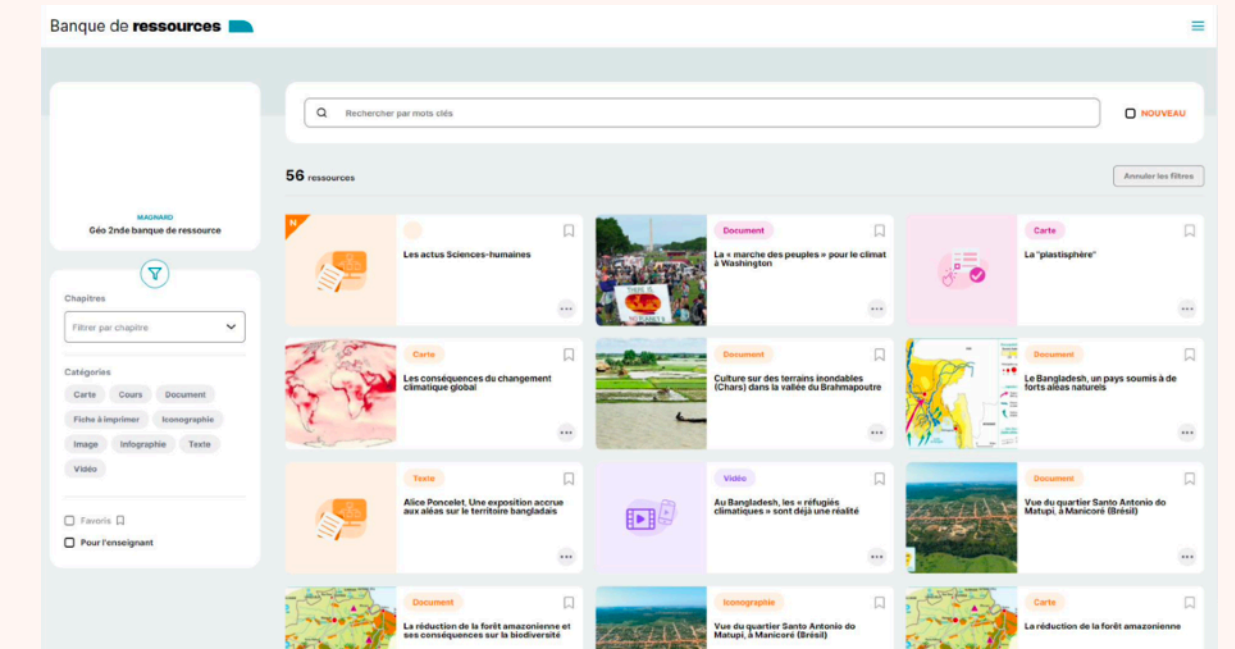 Banque de ressources
Rechercher par mots clés
NOUVEAU
MAGNARD
Géo 2nde banque de ressource
56 ressources
Annuler les filtres
Chapitres
Filtrer par chapitre
Catégories
Carte Cours Document
Fiche à imprimer Iconographie
Image Infographie Texte
Vidéo
Favoris
Pour l'enseignant
N
Les actus Sciences-humaines
Document
La « marche des peuples » pour le climat
à Washington
THERE IS
NO PLANET B
Carte
La "plastisphère"
Carte
Les conséquences du changement
climatique global
Document
Culture sur des terrains inondables
(Chars) dans la vallée du Brahmapoutre
Document
Le Bangladesh, un pays soumis à de
forts aléas naturels
Texte
Alice Poncelet, Une exposition accrue
aux aléas sur le territoire bangladais
Vidéo
Au Bangladesh, les « réfugiés
climatiques » sont déjà une réalité
Document
Vue du quartier Santo Antonio do
Matupi, à Manicoré (Brésil)
Document
La réduction de la forêt amazonienne et
ses conséquences sur la biodiversité
Iconographie
Vue du quartier Santo Antonio do
Matupi, à Manicoré (Brésil)
Carte
La réduction de la forêt amazonienne